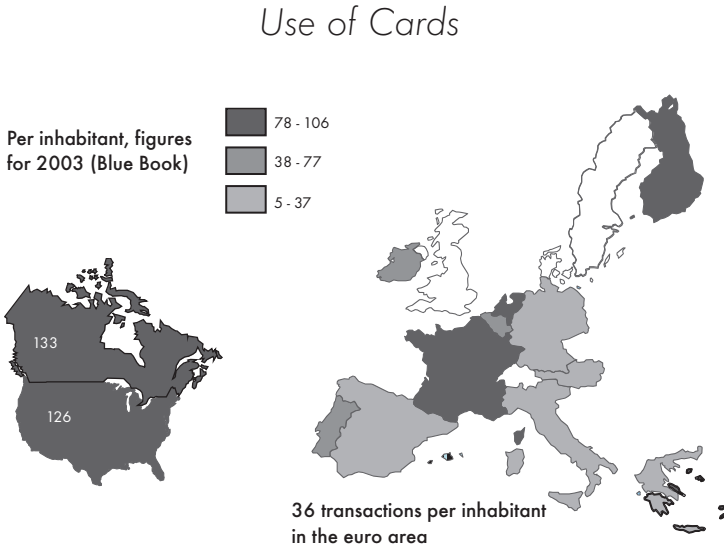 Use of Cards
Per inhabitant, figures
for 2003 (Blue Book)
78 - 106
38 - 77
5 - 37
133
126
36 transactions per inhabitant
in the euro area